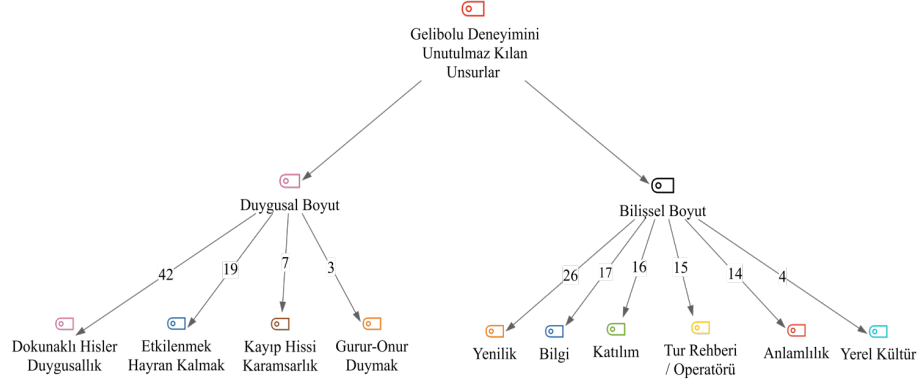 Gelibolu Deneyimini
Unutulmaz Kılan
Unsurlar
Duygusal Boyut
Bilişsel Boyut
42
19
7
3
26
17
16
15
14
4
Dokunaklı Hisler
Duygusallık
Etkilenmek
Hayran Kalmak
Kayıp Hissi
Karamsarlık
Gurur-Onur
Duymak
Yenilik
Bilgi
Katılım
Tur Rehberi
/ Operatörü
Anlamlılık
Yerel Kültür